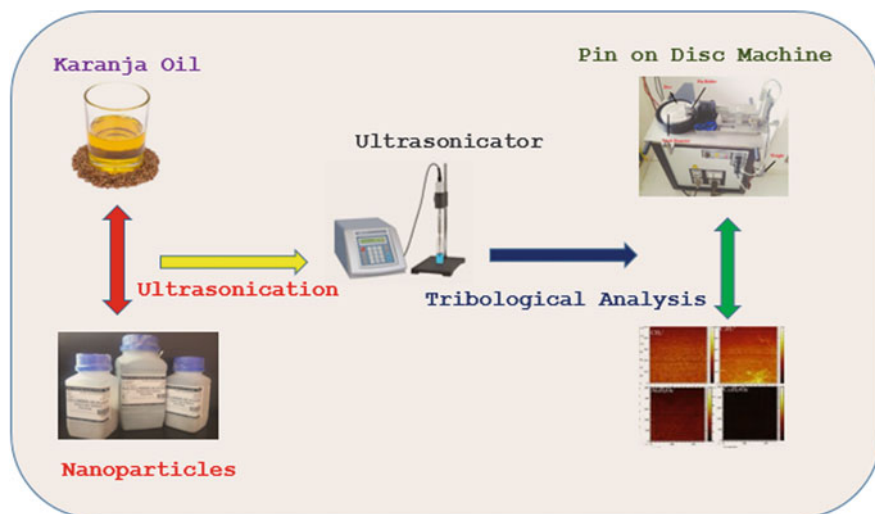 Karanja Oil
Pin on Disc Machine
Ultrasonicator
Ultrasonication
Tribological Analysis
Nanoparticles